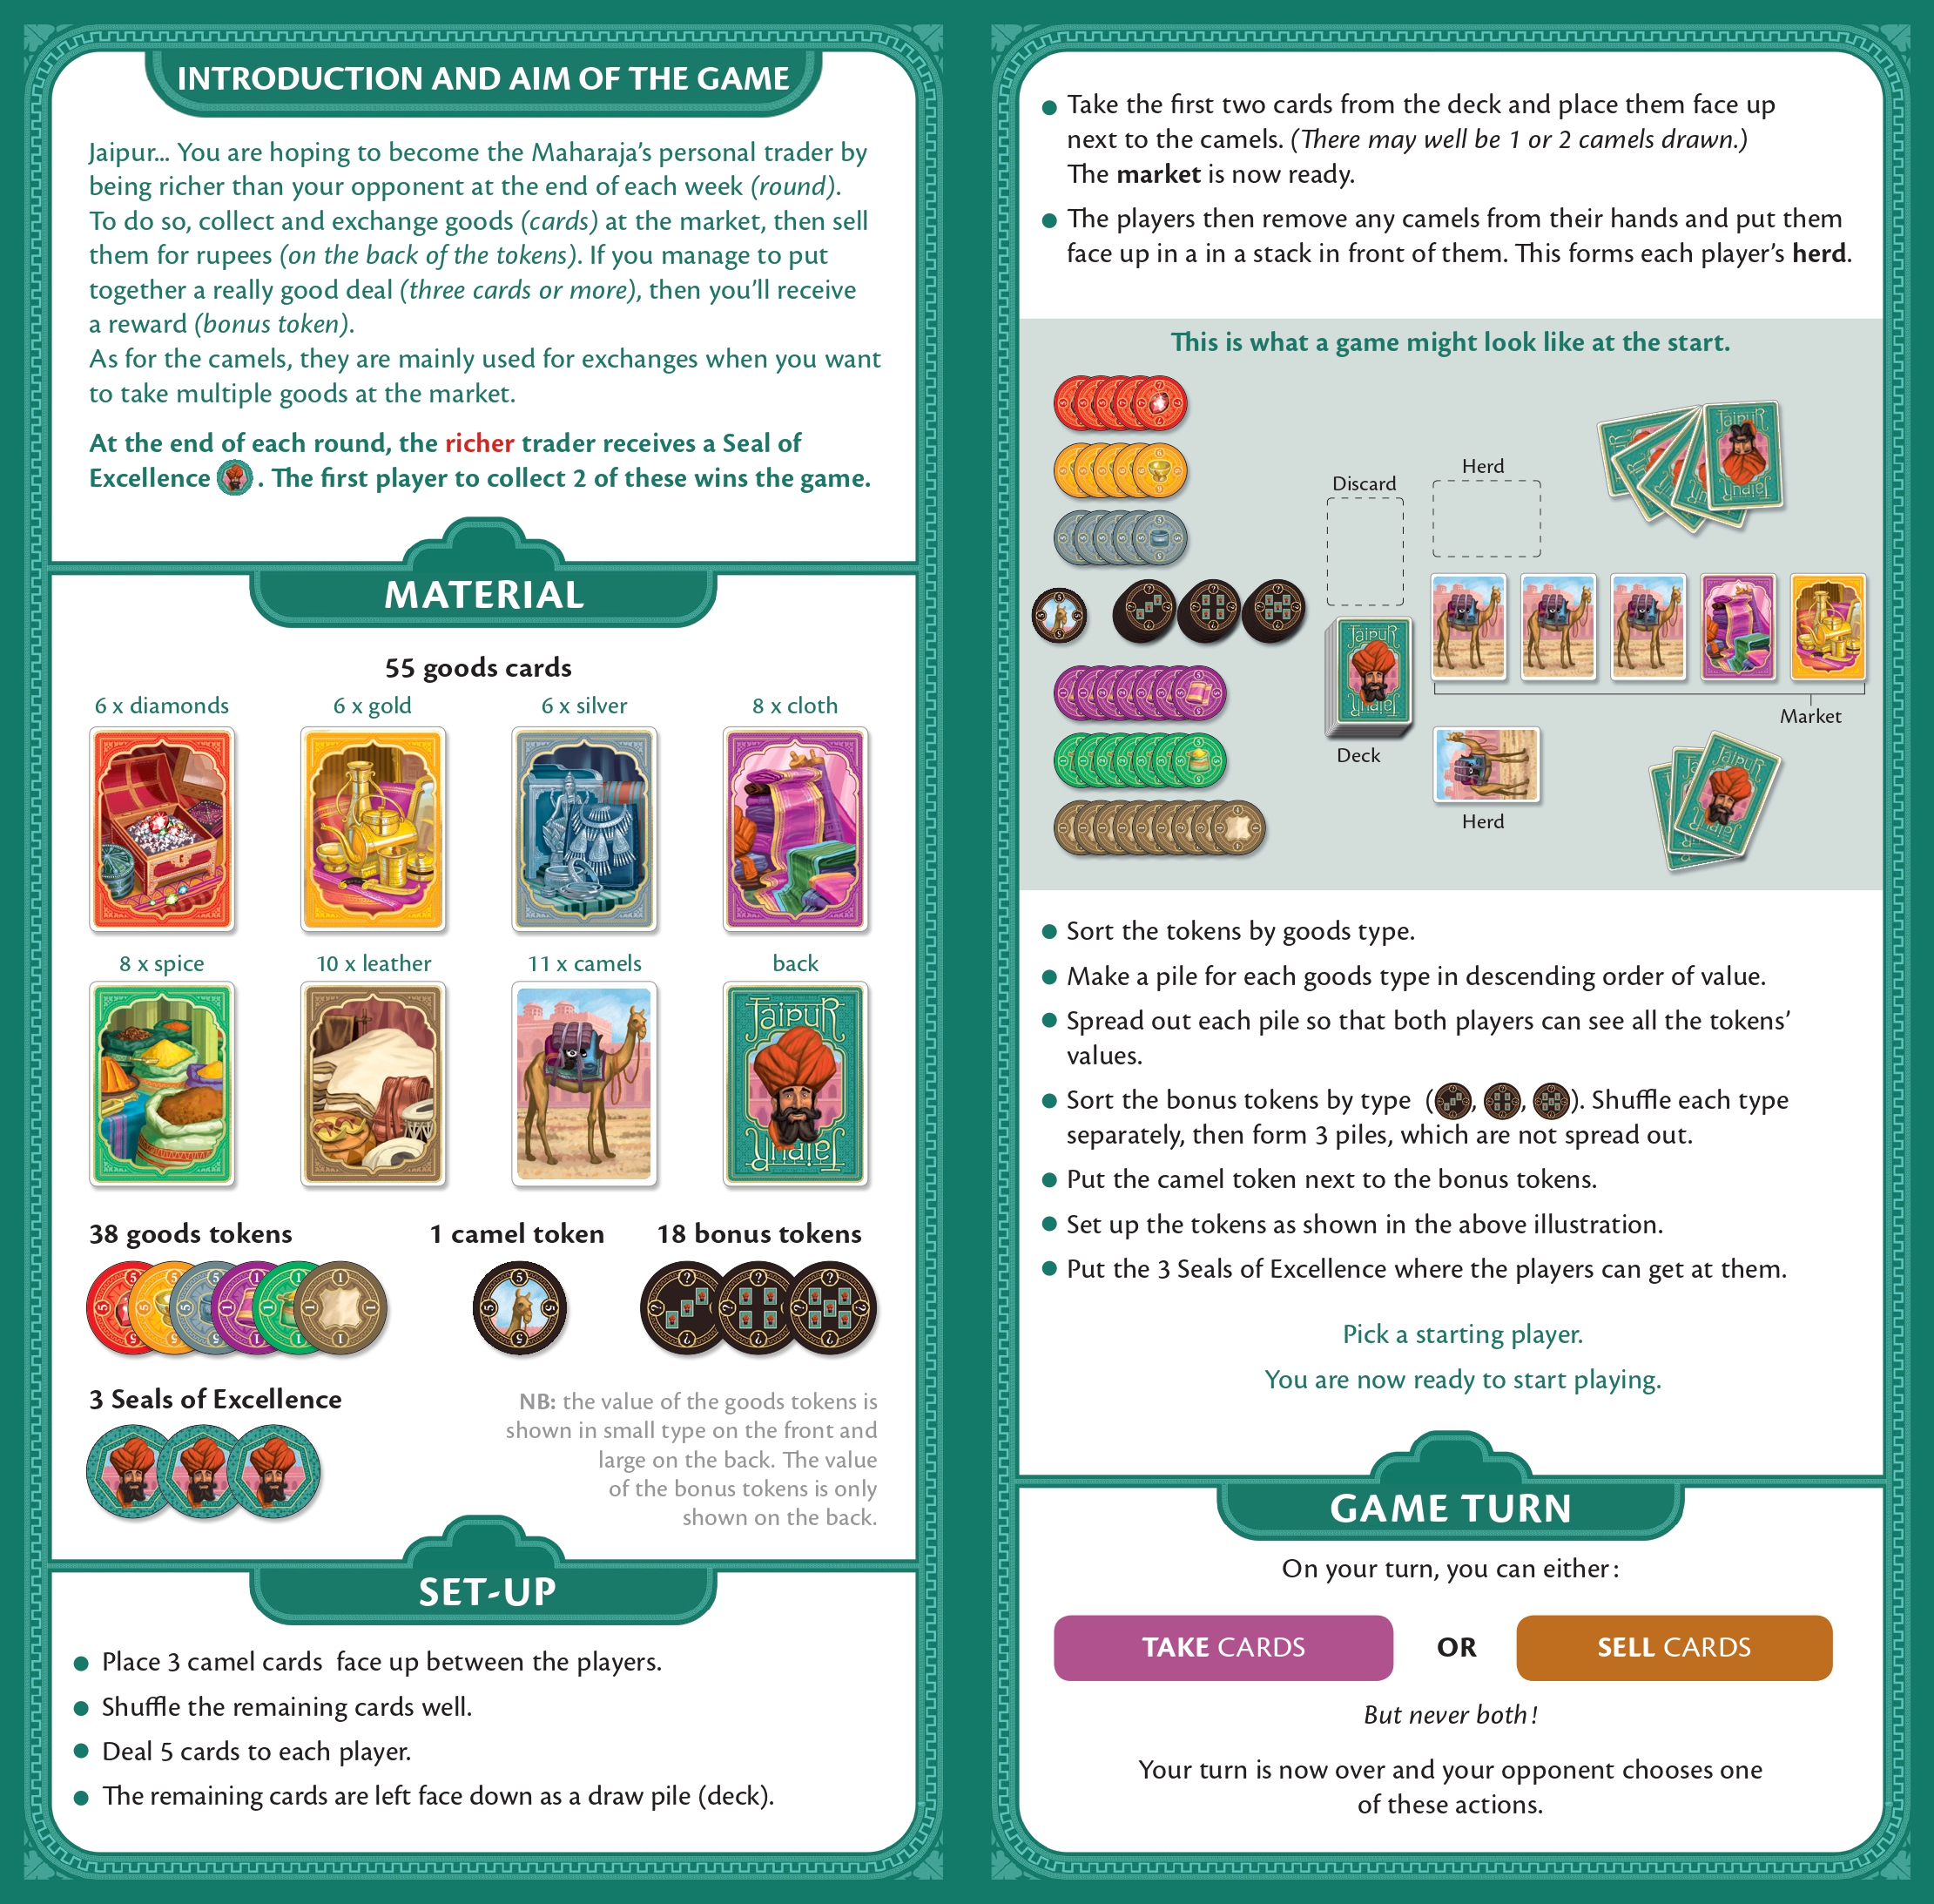 INTRODUCTION AND AIM OF THE GAME
Jaipur... You are hoping to become the Maharaja's personal trader by
being richer than your opponent at the end of each week (round).
To do so, collect and exchange goods (cards) at the market, then sell
them for rupees (on the back of the tokens). If you manage to put
together a really good deal (three cards or more), then you'll receive
a reward (bonus token).
As for the camels, they are mainly used for exchanges when you want
to take multiple goods at the market.
At the end of each round, the richer trader receives a Seal of
Excellence . The first player to collect 2 of these wins the game.
MATERIAL
55 goods cards
6 x diamonds
6 x gold
6 x silver
8 x cloth
8 x spice
10 x leather
11 x camels
back
Jaipur
Jaipur
38 goods tokens
1 camel token
18 bonus tokens
3 Seals of Excellence
NB: the value of the goods tokens is
shown in small type on the front and
large on the back. The value
of the bonus tokens is only
shown on the back.
SET-UP
● Place 3 camel cards face up between the players.
● Shuffle the remaining cards well.
● Deal 5 cards to each player.
● The remaining cards are left face down as a draw pile (deck).
● Take the first two cards from the deck and place them face up
next to the camels. (There may well be 1 or 2 camels drawn.)
The market is now ready.
● The players then remove any camels from their hands and put them
face up in a in a stack in front of them. This forms each player's herd.
This is what a game might look like at the start.
Discard
Herd
Jaipur
Jaipur
Market
Deck
Herd
● Sort the tokens by goods type.
● Make a pile for each goods type in descending order of value.
● Spread out each pile so that both players can see all the tokens'
values.
● Sort the bonus tokens by type ( , , ). Shuffle each type
separately, then form 3 piles, which are not spread out.
● Put the camel token next to the bonus tokens.
● Set up the tokens as shown in the above illustration.
● Put the 3 Seals of Excellence where the players can get at them.
Pick a starting player.
You are now ready to start playing.
GAME TURN
On your turn, you can either:
TAKE CARDS OR SELL CARDS
But never both!
Your turn is now over and your opponent chooses one
of these actions.